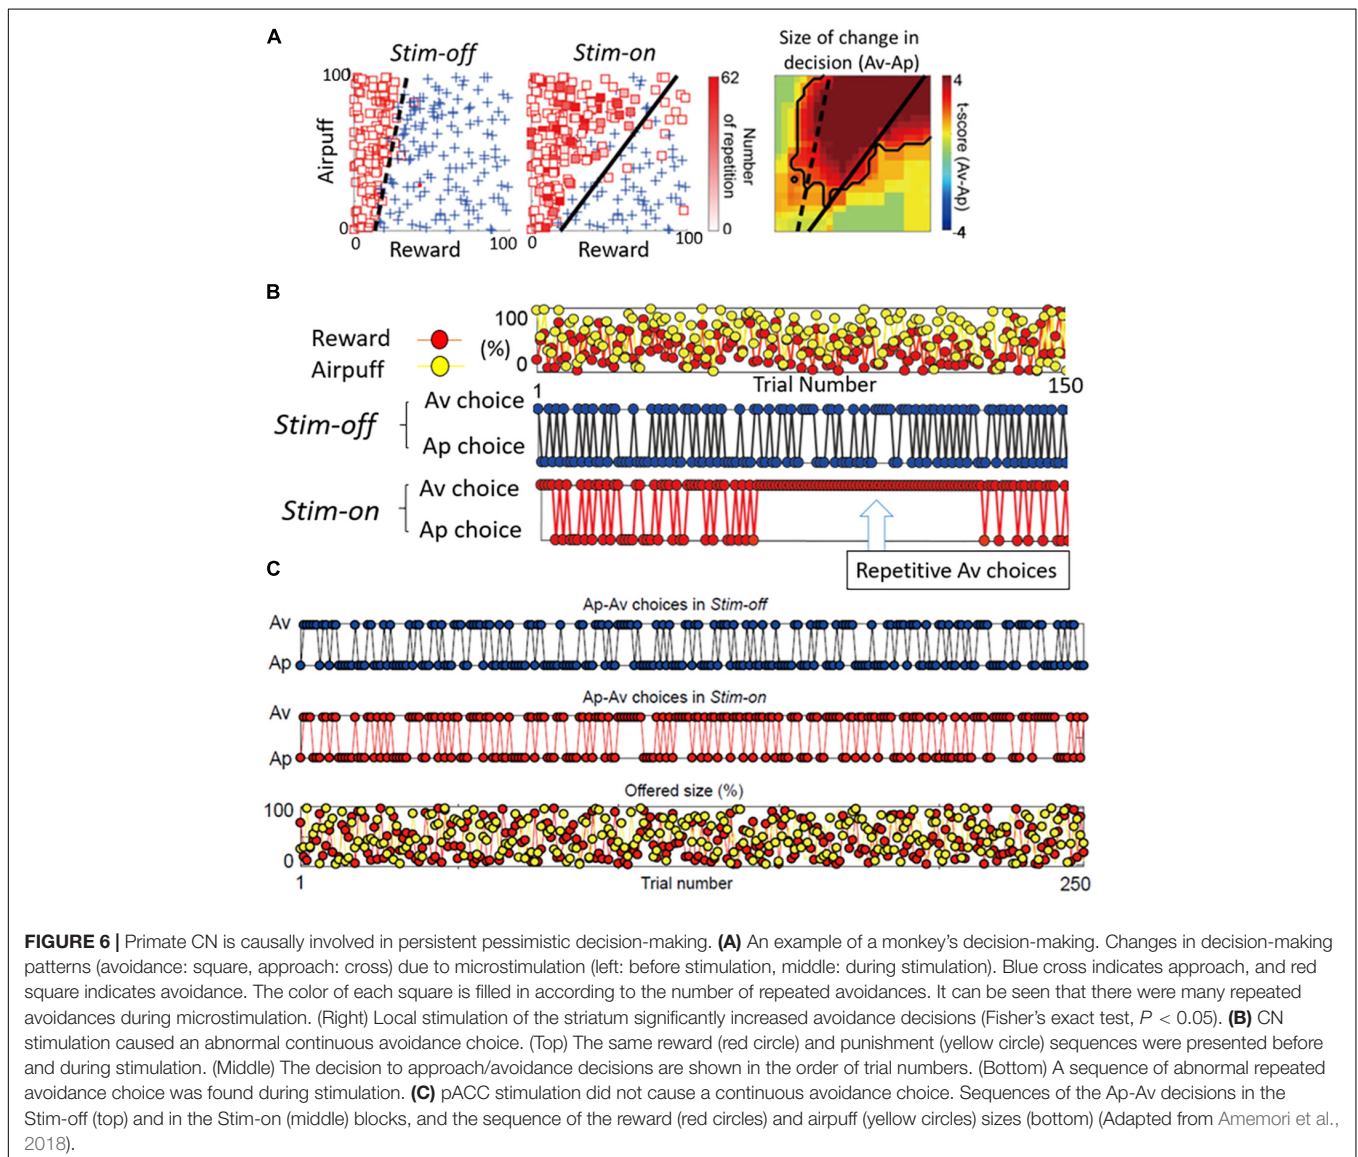 A
Stim-off
Stim-on
Size of change in
decision (Av-Ap)
100
Airpuff
0
0
Reward
100
0
Reward
100
62
Number
of repetition
0
4
t-score (Av-Ap)
-4
B
Reward
Airpuff
(%)
100
0
1
Trial Number
150
Stim-off
Av choice
Ap choice
Stim-on
Av choice
Ap choice
Repetitive Av choices
C
Ap-Av choices in Stim-off
Av
Ap
Ap-Av choices in Stim-on
Av
Ap
Offered size (%)
100
0
1
Trial number
250
FIGURE 6 | Primate CN is causally involved in persistent pessimistic decision-making. (A) An example of a monkey's decision-making. Changes in decision-making
patterns (avoidance: square, approach: cross) due to microstimulation (left: before stimulation, middle: during stimulation). Blue cross indicates approach, and red
square indicates avoidance. The color of each square is filled in according to the number of repeated avoidances. It can be seen that there were many repeated
avoidances during microstimulation. (Right) Local stimulation of the striatum significantly increased avoidance decisions (Fisher's exact test, P < 0.05). (B) CN
stimulation caused an abnormal continuous avoidance choice. (Top) The same reward (red circle) and punishment (yellow circle) sequences were presented before
and during stimulation. (Middle) The decision to approach/avoidance decisions are shown in the order of trial numbers. (Bottom) A sequence of abnormal repeated
avoidance choice was found during stimulation. (C) pACC stimulation did not cause a continuous avoidance choice. Sequences of the Ap-Av decisions in the
Stim-off (top) and in the Stim-on (middle) blocks, and the sequence of the reward (red circles) and airpuff (yellow circles) sizes (bottom) (Adapted from Amemori et al.,
2018).